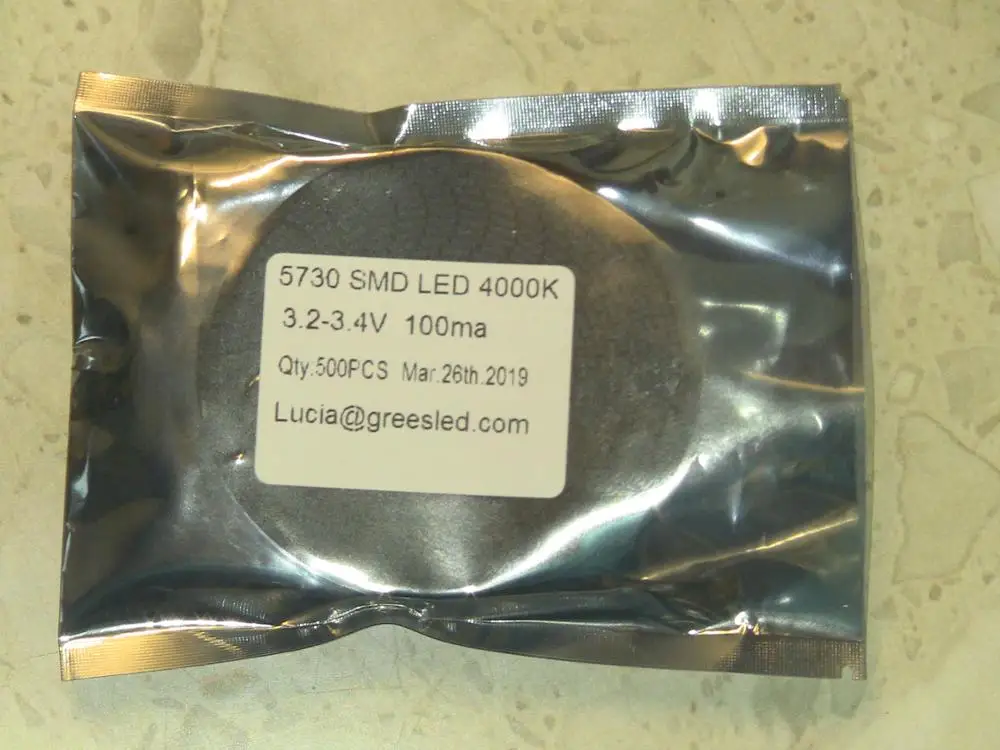 5730 SMD LED 4000K
3.2-3.4V 100ma
Qty.500PCS Mar.26th.2019
Lucia@greesled.com